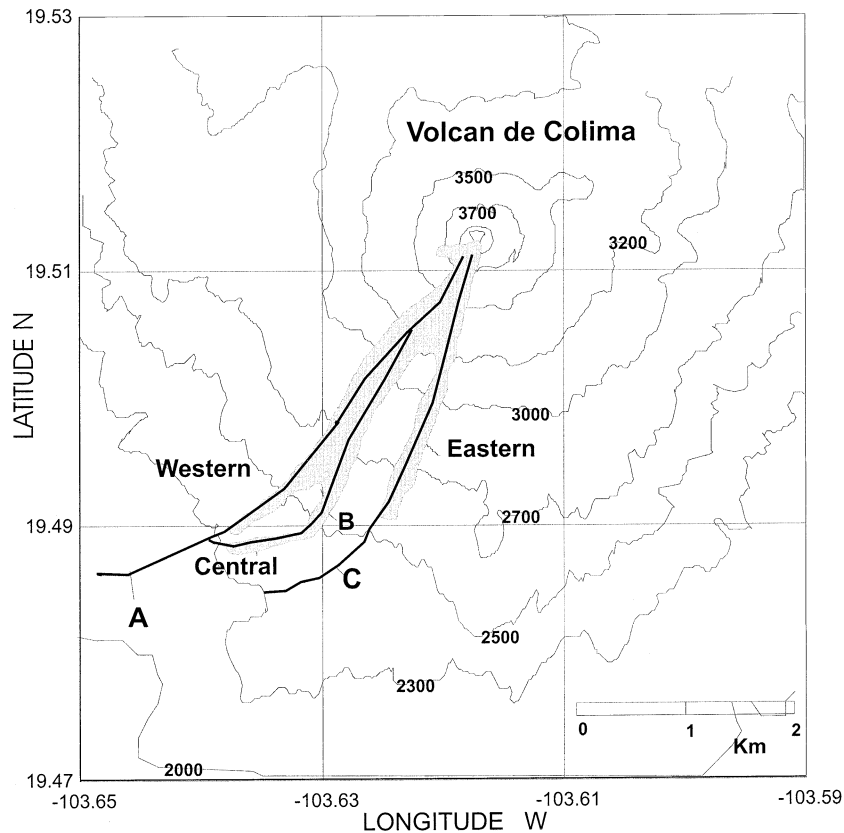 19.53
Volcan de Colima
3500
3700
3200
19.51
LATITUDE N
3000
Western
Eastern
2700
19.49
B
Central
C
A
2500
2300
0 1 2
Km
2000
19.47
-103.65 -103.63 -103.61 -103.59
LONGITUDE W